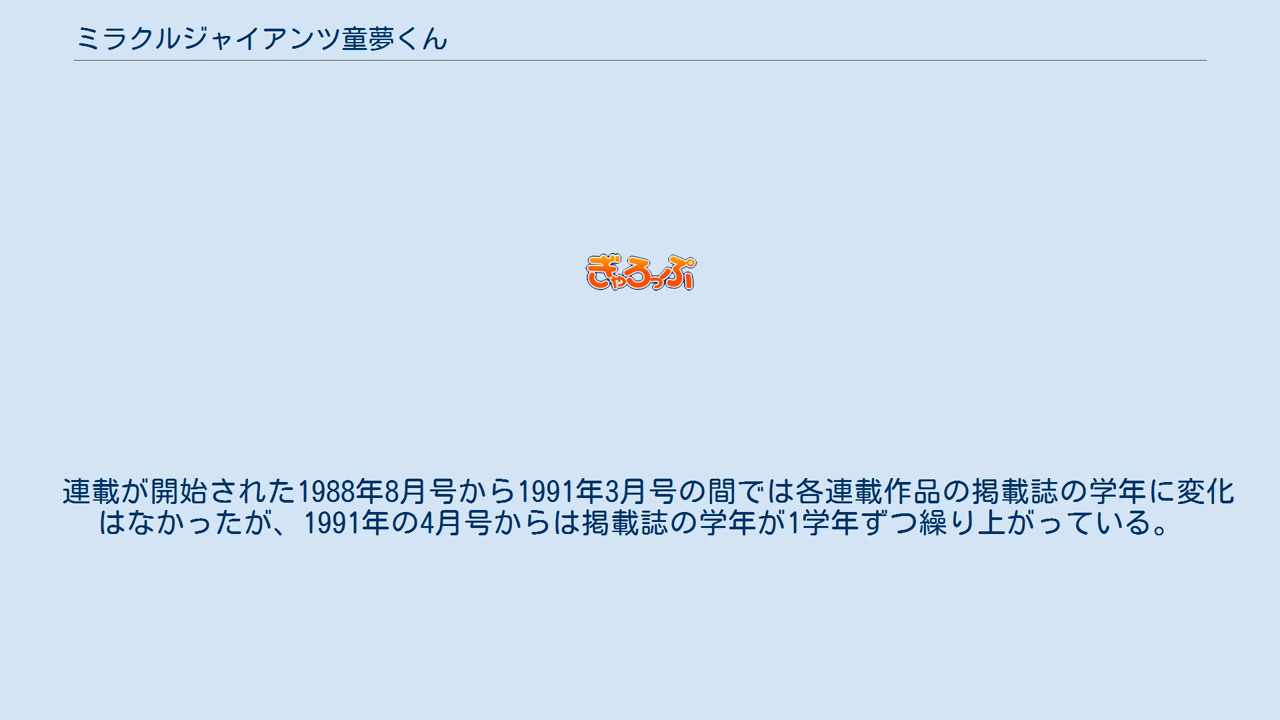 ミラクルジャイアンツ童夢くん
ぎゃろっぷ
連載が開始された1988年8月号から1991年3月号の間では各連載作品の掲載誌の学年に変化
はなかったが、1991年の4月号からは掲載誌の学年が1学年ずつ繰り上がっている。